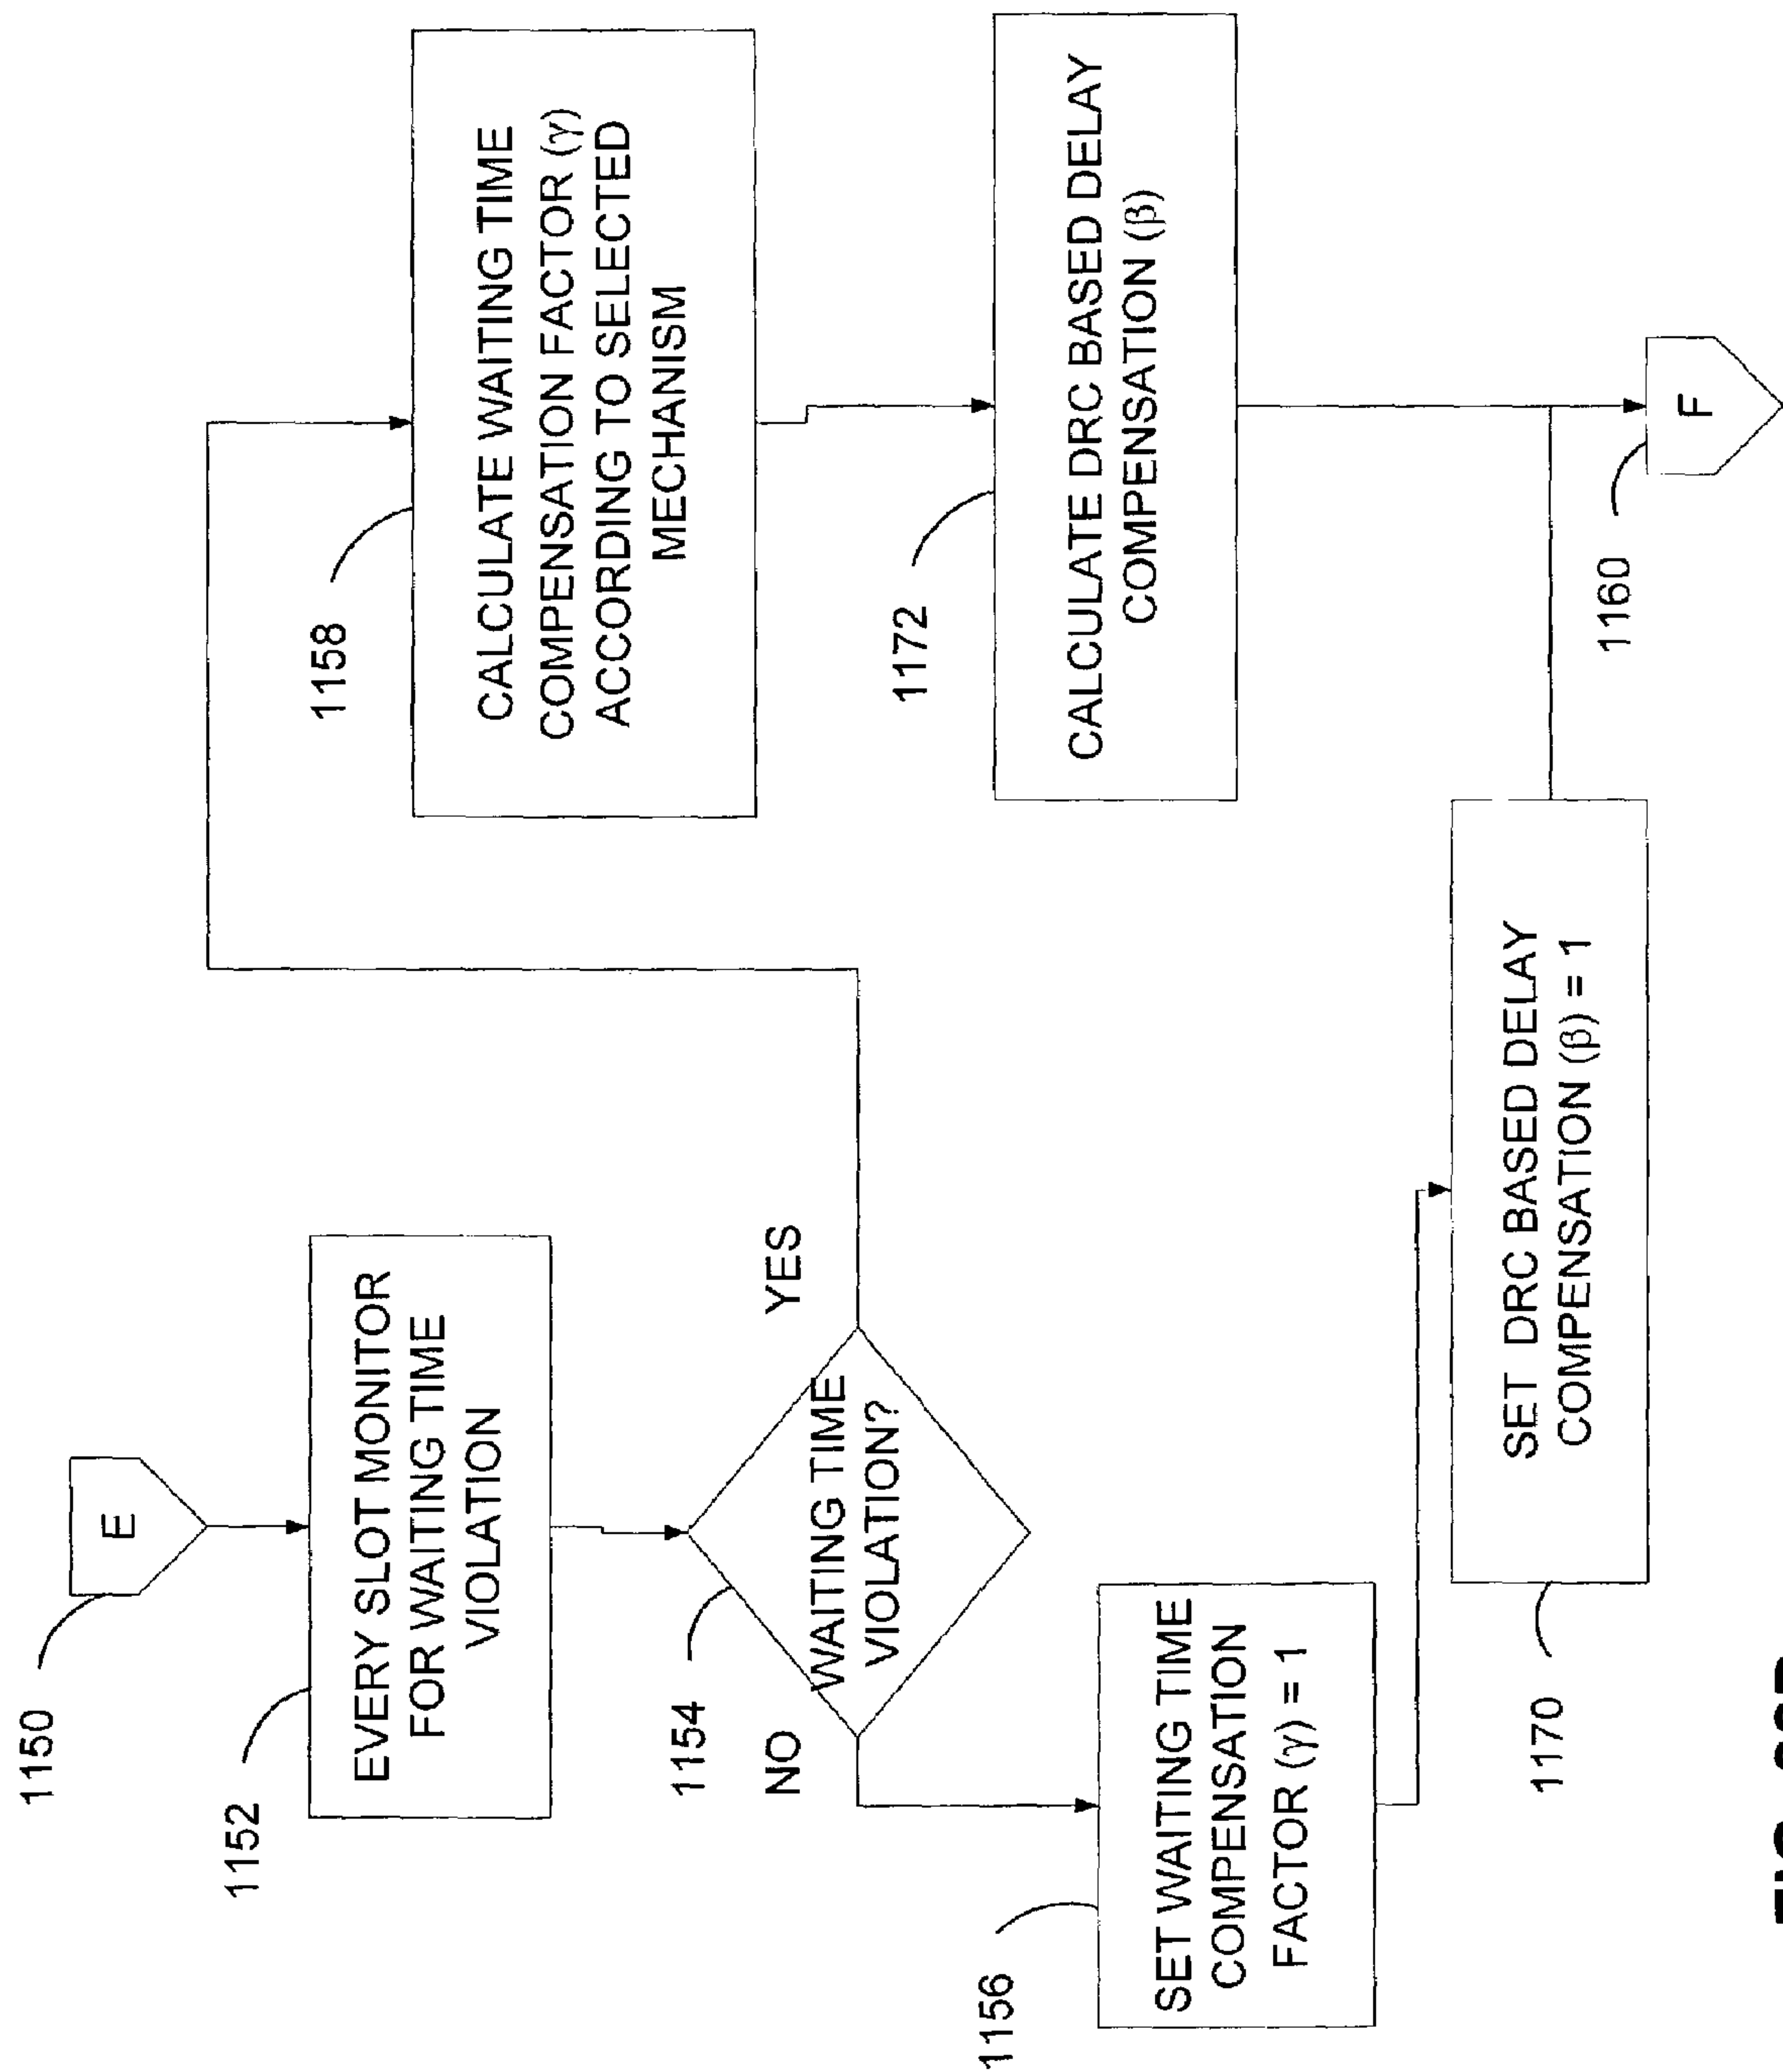 1150
E
1152
EVERY SLOT MONITOR
FOR WAITING TIME
VIOLATION
1154
WAITING TIME
VIOLATION?
NO
YES
1156
SET WAITING TIME
COMPENSATION
FACTOR (γ) = 1
1170
SET DRC BASED DELAY
COMPENSATION (β) = 1
1158
CALCULATE WAITING TIME
COMPENSATION FACTOR (γ)
ACCORDING TO SELECTED
MECHANISM
1172
CALCULATE DRC BASED DELAY
COMPENSATION (β)
1160
F